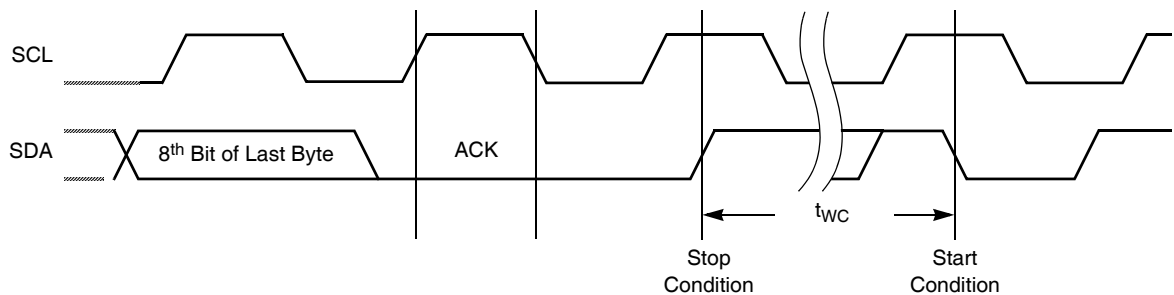 SCL
SDA
8th Bit of Last Byte
ACK
tWC
Stop
Condition
Start
Condition